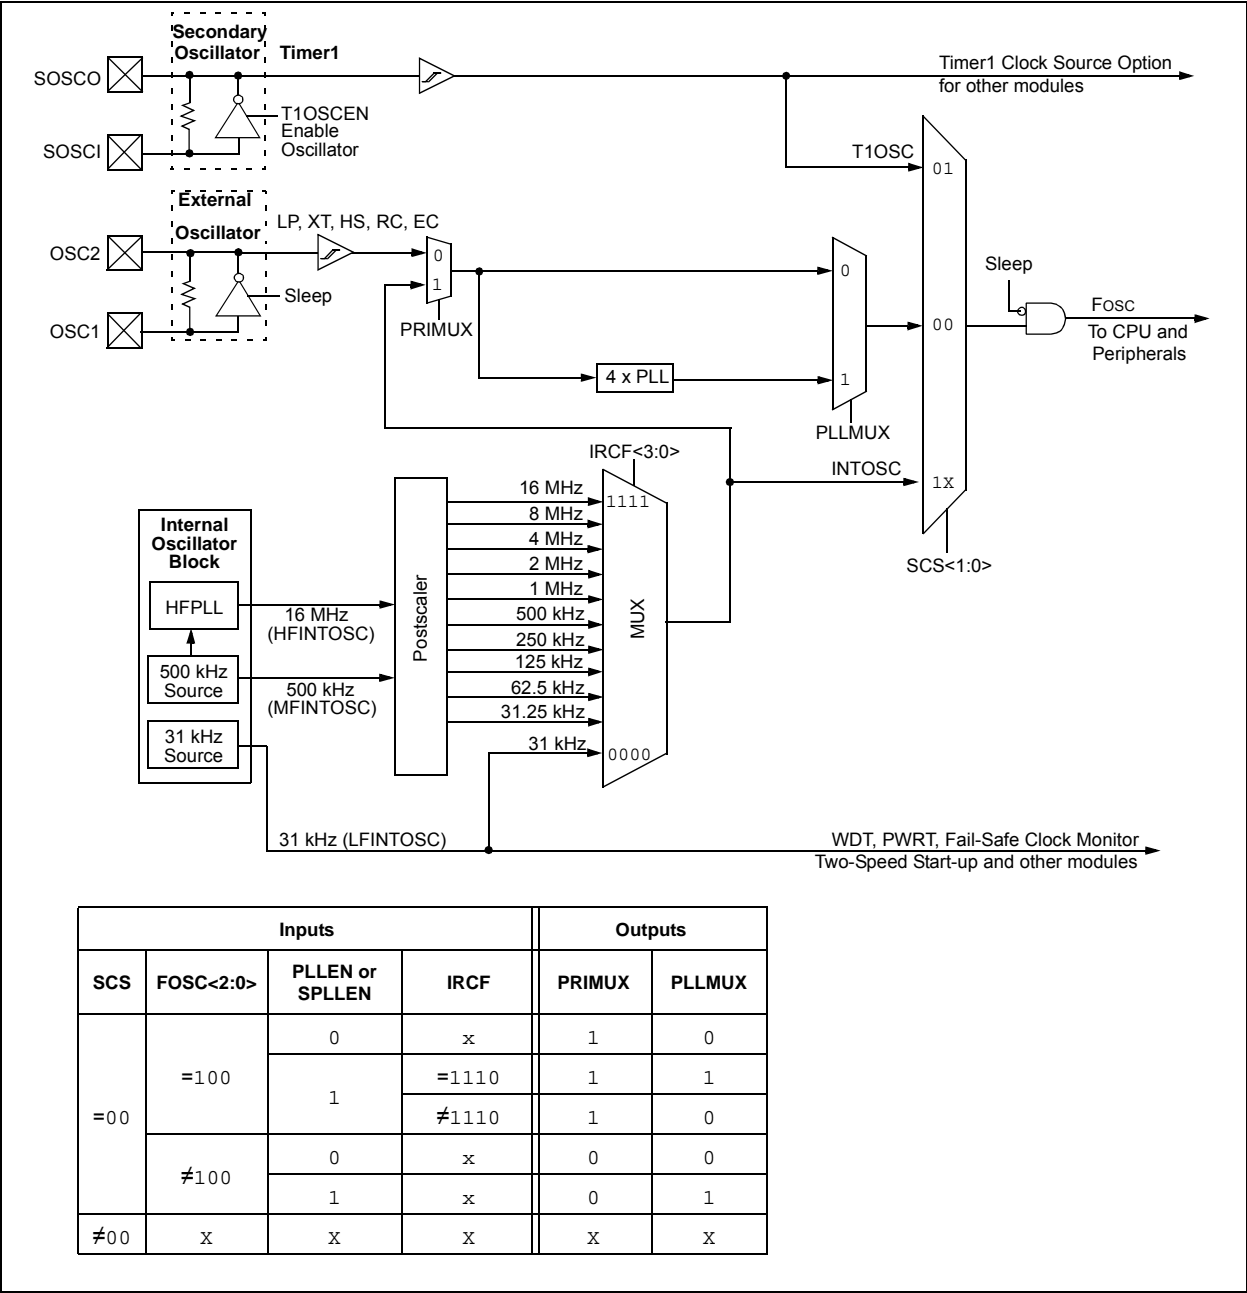 Secondary
Oscillator
Timer1
SOSCO
SOSCI
T1OSCEN
Enable
Oscillator
Timer1 Clock Source Option
for other modules
T1OSC
01
External
Oscillator
LP, XT, HS, RC, EC
OSC2
OSC1
Sleep
0
1
PRIMUX
4 x PLL
0
1
PLLMUX
00
Sleep
FOSC
To CPU and
Peripherals
INTOSC
1X
SCS<1:0>
IRCF<3:0>
Internal
Oscillator
Block
HFPLL
500 kHz
Source
31 kHz
Source
16 MHz
(HFINTOSC)
500 kHz
(MFINTOSC)
Postscaler
16 MHz
8 MHz
4 MHz
2 MHz
1 MHz
500 kHz
250 kHz
125 kHz
62.5 kHz
31.25 kHz
31 kHz
1111
MUX
0000
31 kHz (LFINTOSC)
WDT, PWRT, Fail-Safe Clock Monitor
Two-Speed Start-up and other modules
Inputs Outputs
SCS FOSC<2:0> PLLEN or SPLLEN IRCF PRIMUX PLLMUX
=00 =100 0 x 1 0
1 =1110 1 1
≠1110 1 0
≠100 0 x 0 0
1 x 0 1
≠00 X X X X X